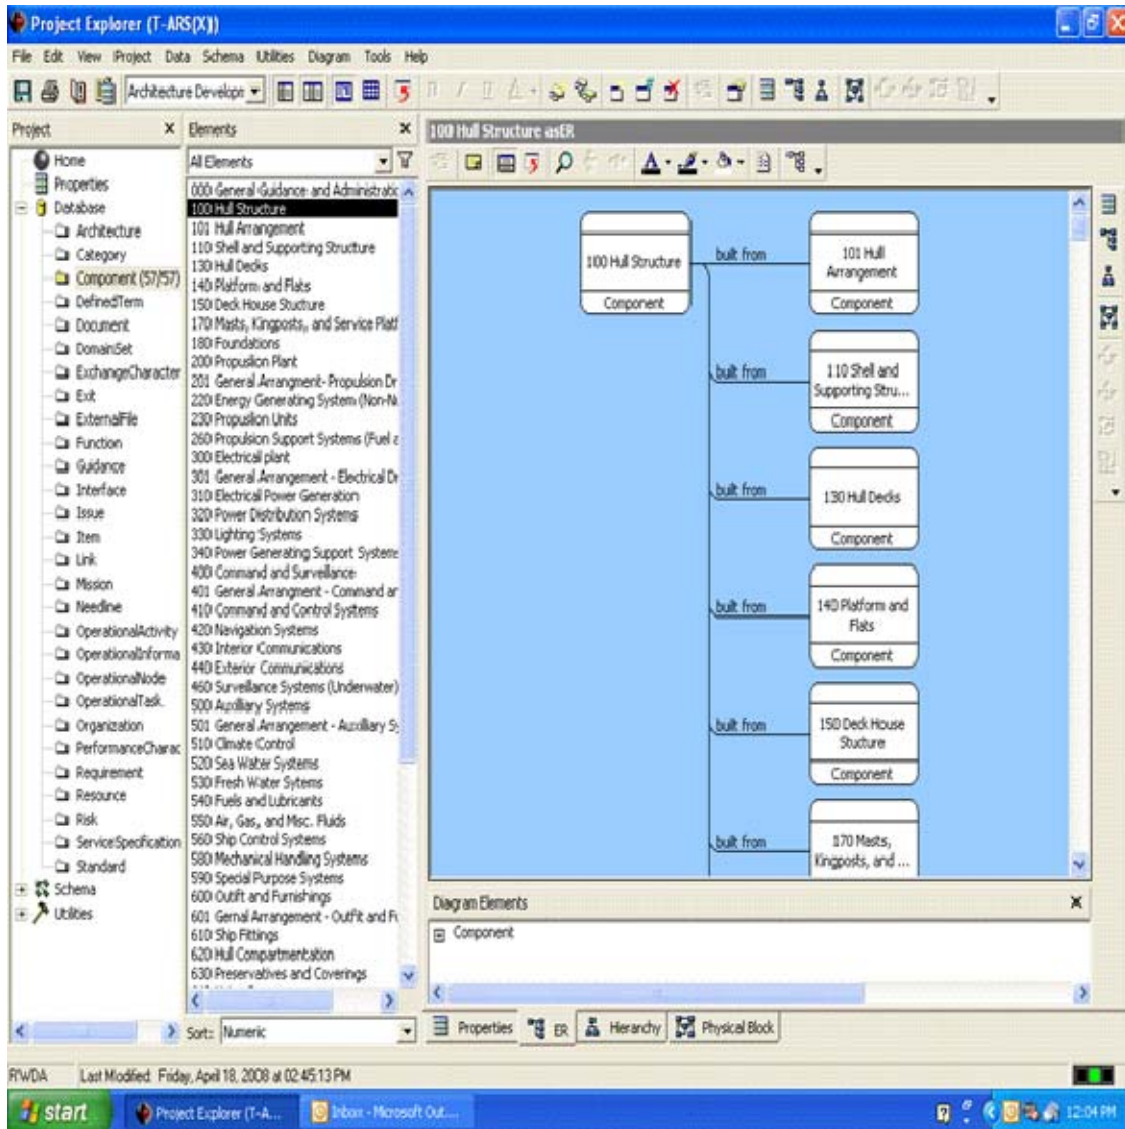 Project Explorer (T-ARS(X))
File Edit View Project Data Schema Utilities Diagram Tools Help
Architecture Developr
Project X
Elements X
100 Hull Structure asER
Home
Properties
Database
Architecture
Category
Component (57/57)
DefinedTerm
Document
DomainSet
ExchangeCharacter
Exit
ExternalFile
Function
Guidance
Interface
Issue
Item
Link
Mission
Needline
OperationalActivity
OperationalInforma
OperationalNode
OperationalTask
Organization
PerformanceCharac
Requirement
Resource
Risk
ServiceSpecification
Standard
Schema
Utilities
All Elements
000 General Guidance and Administratic
100 Hull Structure
101 Hull Arrangement
110 Shell and Supporting Structure
130 Hull Decks
140 Platform and Flats
150 Deck House Stucture
170 Masts, Kingposts, and Service Platf
180 Foundations
200 Propuslion Plant
201 General Arrangment- Propulsion Dr
220 Energy Generating System (Non-Nu
230 Propuslion Units
260 Propulsion Support Systems (Fuel a
300 Electrical plant
301 General Arrangement - Electrical Dr
310 Electrical Power Generation
320 Power Distribution Systems
330 Lighting Systems
340 Power Generating Support Systems
400 Command and Surveillance
401 General Arrangment - Command ar
410 Command and Control Systems
420 Navigation Systems
430 Interior Communications
440 Exterior Communications
460 Surveillance Systems (Underwater)
500 Auxiliary Systems
501 General Arrangement - Auxiliary Sy
510 Climate Control
520 Sea Water Systems
530 Fresh Water Sytems
540 Fuels and Lubricants
550 Air, Gas, and Misc. Fluids
560 Ship Control Systems
580 Mechanical Handling Systems
590 Special Purpose Systems
600 Outift and Furnishings
601 Gernal Arrangement - Outfit and Fu
610 Ship Fittings
620 Hull Compartmentation
630 Preservatives and Coverings
Sort: Numeric
100 Hull Structure
Component
built from
101 Hull
Arrangement
Component
built from
110 Shell and
Supporting Stru...
Component
built from
130 Hull Decks
Component
built from
140 Platform and
Flats
Component
built from
150 Deck House
Stucture
Component
built from
170 Masts,
Kingposts, and ...
Diagram Elements X
Component
Properties ER Hierarchy Physical Block
RWDA Last Modified: Friday, April 18, 2008 at 02:45:13 PM
start Project Explorer (T-A... Inbox - Microsoft Out... 12:04 PM